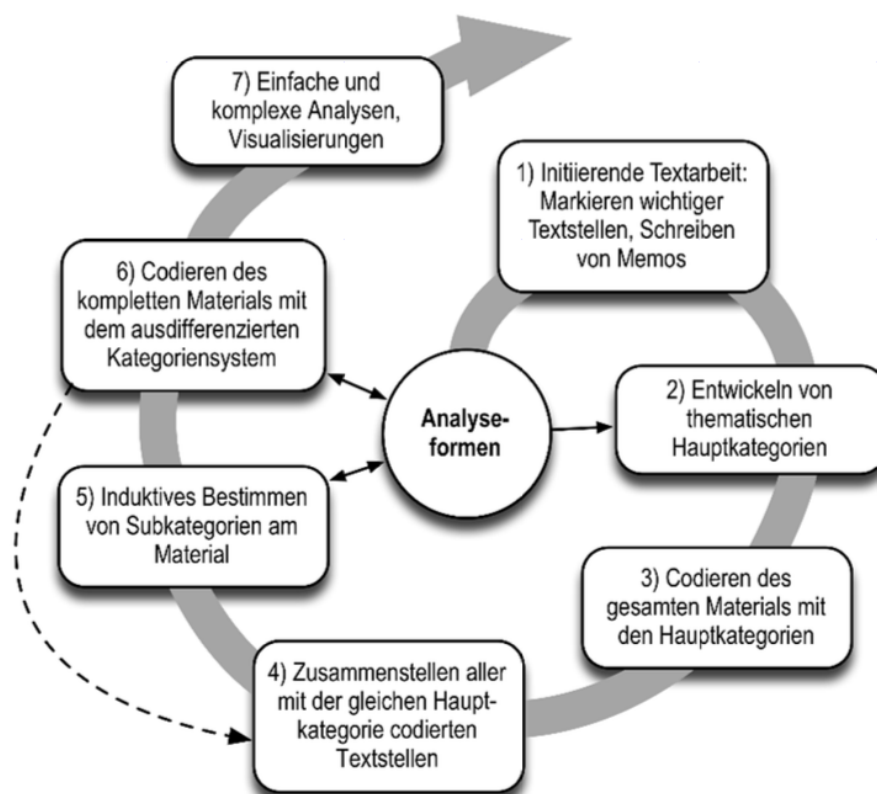 7) Einfache und
komplexe Analysen,
Visualisierungen
1) Initiierende Textarbeit:
Markieren wichtiger
Textstellen, Schreiben
von Memos
6) Codieren des
kompletten Materials mit
dem ausdifferenzierten
Kategoriensystem
Analyse-
formen
2) Entwickeln von
thematischen
Hauptkategorien
5) Induktives Bestimmen
von Subkategorien am
Material
3) Codieren des
gesamten Materials mit
den Hauptkategorien
4) Zusammenstellen aller
mit der gleichen Haupt-
kategorie codierten
Textstellen